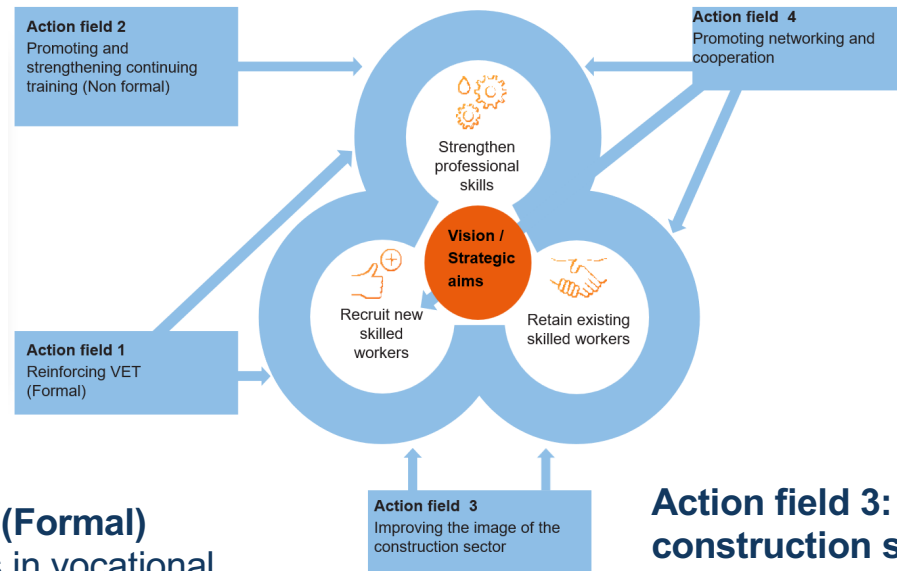 Action field 2
Promoting and
strengthening continuing
training (Non formal)
Action field 4
Promoting networking and
cooperation
Strengthen
professional
skills
Vision /
Strategic
aims
Recruit new
skilled
workers
Retain existing
skilled workers
Action field 1
Reinforcing VET
(Formal)
Action field 3
Improving the image of the
construction sector
(Formal)
in vocational
Action field 3:
construction s